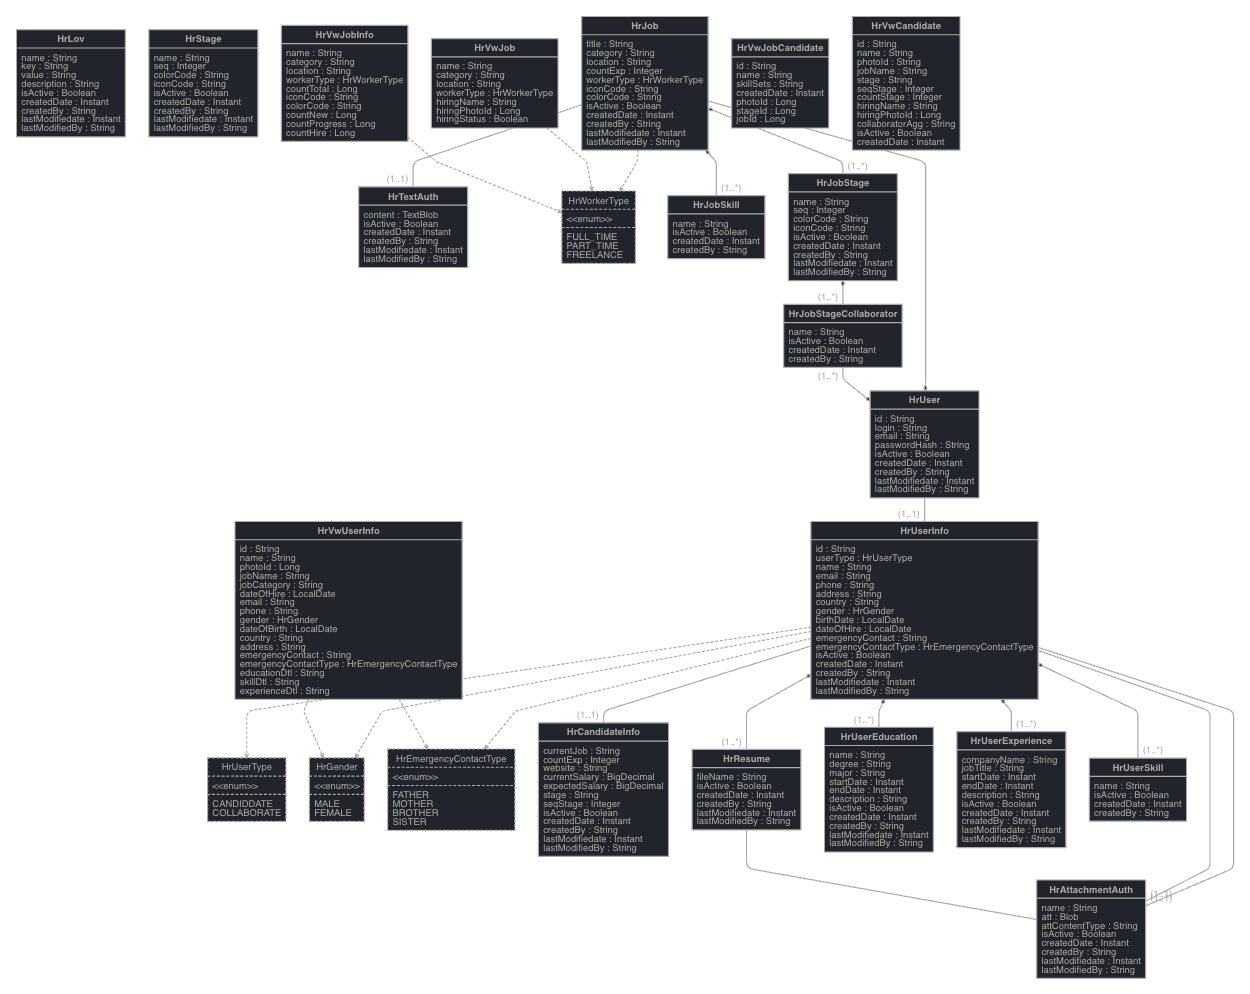 HrLov
name : String
key : String
value : String
description : String
isActive : Boolean
createdDate : Instant
createdBy : String
lastModifiedate : Instant
lastModifiedBy : String
HrStage
name : String
seq : Integer
colorCode : String
iconCode : String
isActive : Boolean
createdDate : Instant
createdBy : String
lastModifiedate : Instant
lastModifiedBy : String
HrVwJobInfo
name : String
category : String
location : String
workerType : HrWorkerType
countTotal : Long
iconCode : String
colorCode : String
countNew : Long
countProgress : Long
countHire : Long
HrVwJob
name : String
category : String
location : String
workerType : HrWorkerType
hiringName : String
hiringPhotoId : Long
hiringStatus : Boolean
HrJob
title : String
category : String
location : String
countExp : Integer
workerType : HrWorkerType
iconCode : String
colorCode : String
isActive : Boolean
createdDate : Instant
createdBy : String
lastModifiedate : Instant
lastModifiedBy : String
HrVwJobCandidate
id : String
name : String
skillSets : String
createdDate : Instant
photoId : Long
stageId : Long
jobId : Long
HrVwCandidate
id : String
name : String
photoId : String
jobName : String
stage : String
seqStage : Integer
countStage : Integer
hiringName : String
hiringPhotoId : Long
collaboratorAgg : String
isActive : Boolean
createdDate : Instant
(1..1)
HrTextAuth
content : TextBlob
isActive : Boolean
createdDate : Instant
createdBy : String
lastModifiedate : Instant
lastModifiedBy : String
HrWorkerType
<<enum>>
FULL_TIME
PART_TIME
FREELANCE
(1..*)
HrJobSkill
name : String
isActive : Boolean
createdDate : Instant
createdBy : String
(1..*)
HrJobStage
name : String
seq : Integer
colorCode : String
iconCode : String
isActive : Boolean
createdDate : Instant
createdBy : String
lastModifiedate : Instant
lastModifiedBy : String
(1..*)
HrJobStageCollaborator
name : String
isActive : Boolean
createdDate : Instant
createdBy : String
(1..*)
HrUser
id : String
login : String
email : String
passwordHash : String
isActive : Boolean
createdDate : Instant
createdBy : String
lastModifiedate : Instant
lastModifiedBy : String
(1..1)
HrVwUserInfo
id : String
name : String
photoId : Long
jobName : String
jobCategory : String
dateOfHire : LocalDate
email : String
phone : String
gender : HrGender
dateOfBirth : LocalDate
country : String
address : String
emergencyContact : String
emergencyContactType : HrEmergencyContactType
educationDtl : String
skillDtl : String
experienceDtl : String
HrUserInfo
id : String
userType : HrUserType
name : String
email : String
phone : String
address : String
country : String
gender : HrGender
birthDate : LocalDate
dateOfHire : LocalDate
emergencyContact : String
emergencyContactType : HrEmergencyContactType
isActive : Boolean
createdDate : Instant
createdBy : String
lastModifiedate : Instant
lastModifiedBy : String
HrUserType
<<enum>>
CANDIDDATE
COLLABORATE
HrGender
<<enum>>
MALE
FEMALE
HrEmergencyContactType
<<enum>>
FATHER
MOTHER
BROTHER
SISTER
(1..1)
HrCandidateInfo
currentJob : String
countExp : Integer
website : String
currentSalary : BigDecimal
expectedSalary : BigDecimal
stage : String
seqStage : Integer
isActive : Boolean
createdDate : Instant
createdBy : String
lastModifiedate : Instant
lastModifiedBy : String
(1..*)
HrResume
fileName : String
isActive : Boolean
createdDate : Instant
createdBy : String
lastModifiedate : Instant
lastModifiedBy : String
(1..*)
HrUserEducation
name : String
degree : String
major : String
startDate : Instant
endDate : Instant
description : String
isActive : Boolean
createdDate : Instant
createdBy : String
lastModifiedate : Instant
lastModifiedBy : String
(1..*)
HrUserExperience
companyName : String
jobTitle : String
startDate : Instant
endDate : Instant
description : String
isActive : Boolean
createdDate : Instant
createdBy : String
lastModifiedate : Instant
lastModifiedBy : String
(1..*)
HrUserSkill
name : String
isActive : Boolean
createdDate : Instant
createdBy : String
HrAttachmentAuth
name : String
att : Blob
attContentType : String
isActive : Boolean
createdDate : Instant
createdBy : String
lastModifiedate : Instant
lastModifiedBy : String